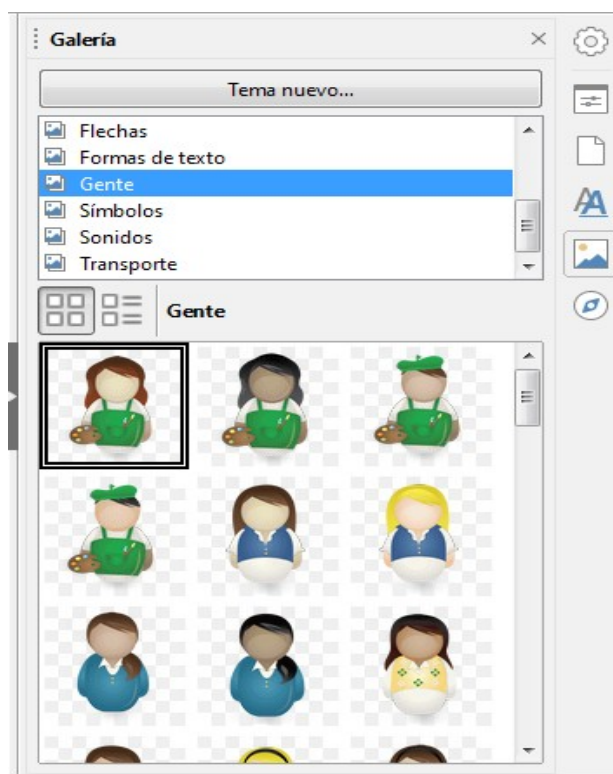 Galería
Tema nuevo...
Flechas
Formas de texto
Gente
Símbolos
Sonidos
Transporte
Gente